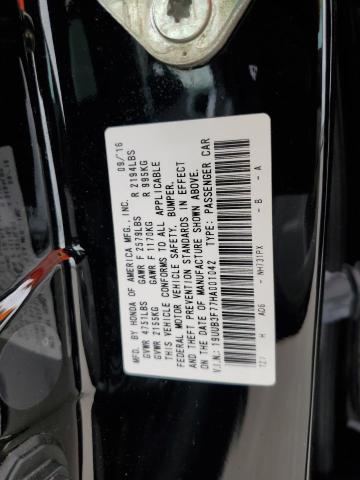 MFD. BY HONDA OF AMERICA MFG., INC. 09/16
GVWR 4751LBS GAWR F 2579LBS R 2194LBS
GVWR 2155KG GAWR F 1170KG R 995KG
THIS VEHICLE CONFORMS TO ALL APPLICABLE
FEDERAL MOTOR VEHICLE SAFETY, BUMPER,
AND THEFT PREVENTION STANDARDS IN EFFECT
ON THE DATE OF MANUFACTURE SHOWN ABOVE.
V.I.N.: 19UUB3F77HA001042 TYPE: PASSENGER CAR
TZ7 H A06 - NH731PX - B - A